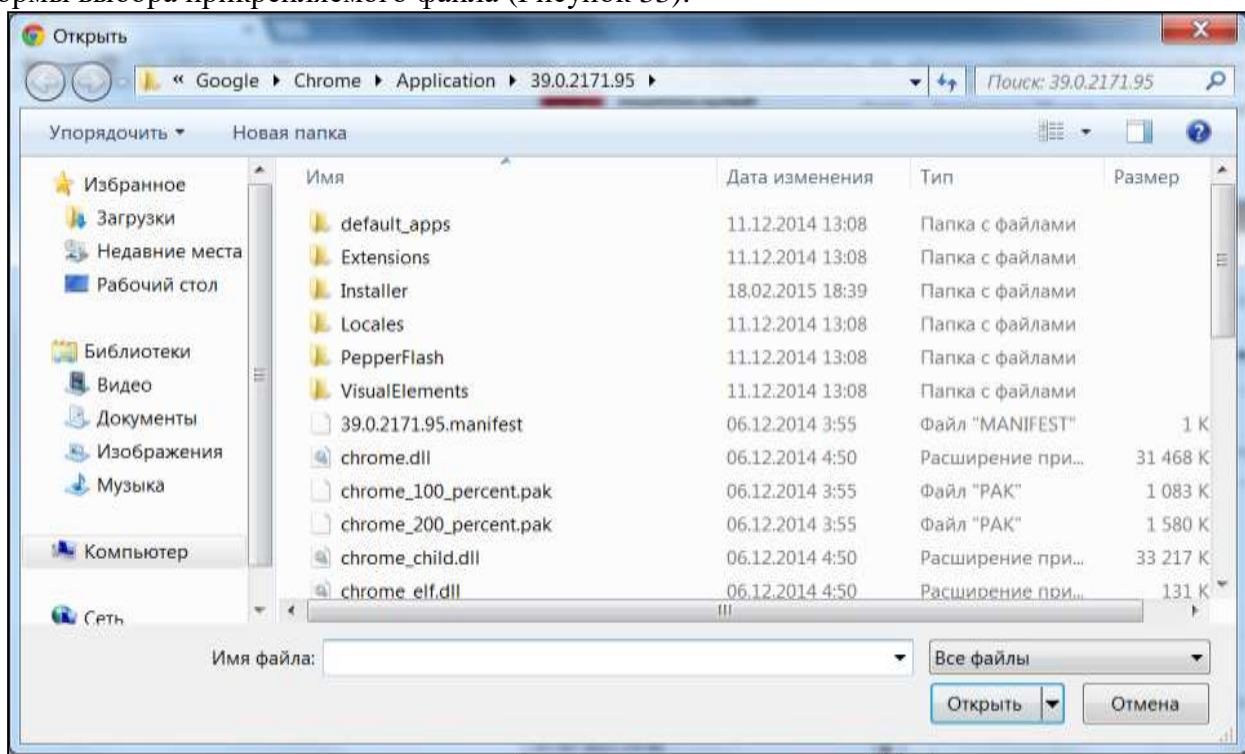 формы выбора прикрепляемого файла (Рисунок 33).
Открыть
« Google Chrome Application 39.0.2171.95
Поиск: 39.0.2171.95
Упорядочить Новая папка
Имя Дата изменения Тип Размер
Избранное
Загрузки
Недавние места
Рабочий стол
Библиотеки
Видео
Документы
Изображения
Музыка
Компьютер
Сеть
default_apps 11.12.2014 13:08 Папка с файлами
Extensions 11.12.2014 13:08 Папка с файлами
Installer 18.02.2015 18:39 Папка с файлами
Locales 11.12.2014 13:08 Папка с файлами
PepperFlash 11.12.2014 13:08 Папка с файлами
VisualElements 11.12.2014 13:08 Папка с файлами
39.0.2171.95.manifest 06.12.2014 3:55 Файл "MANIFEST" 1 К
chrome.dll 06.12.2014 4:50 Расширение при... 31 468 К
chrome_100_percent.pak 06.12.2014 3:55 Файл "PAK" 1 083 К
chrome_200_percent.pak 06.12.2014 3:55 Файл "PAK" 1 580 К
chrome_child.dll 06.12.2014 4:50 Расширение при... 33 217 К
chrome_elf.dll 06.12.2014 4:50 Расширение при... 131 К
Имя файла:
Все файлы
Открыть Отмена